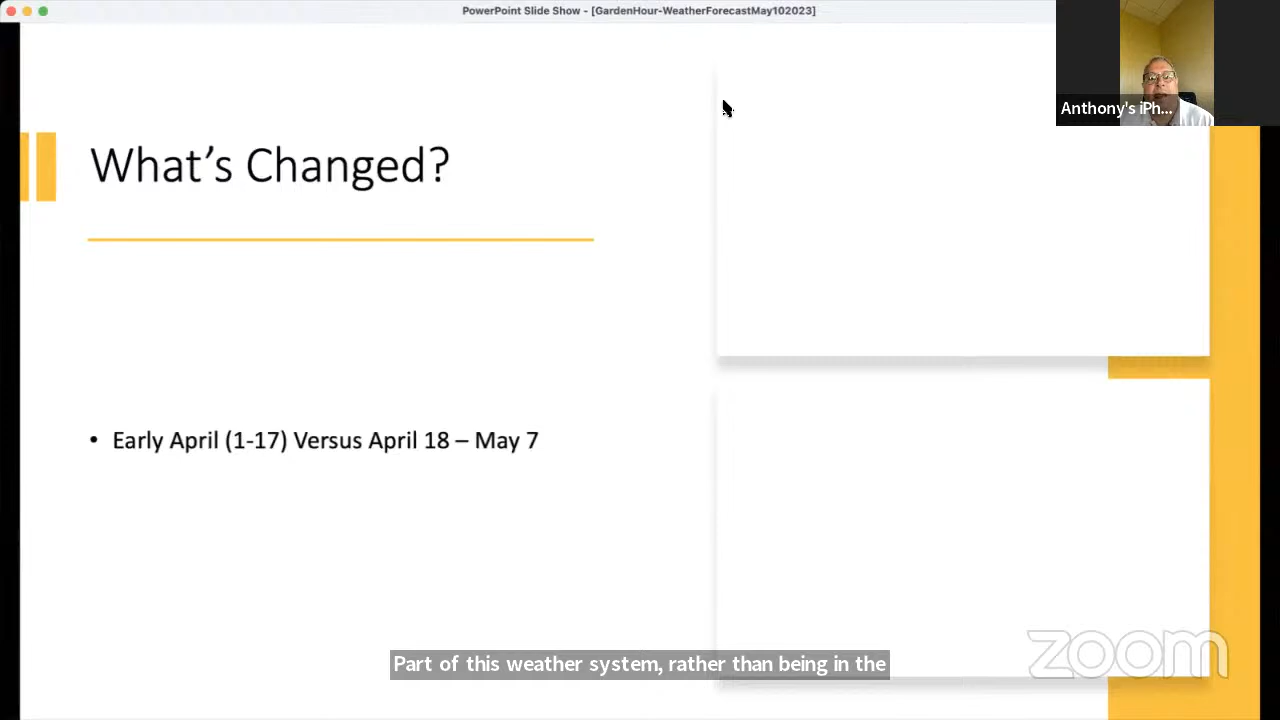 PowerPoint Slide Show - [GardenHour-WeatherForecastMay102023]
Anthony's iPh...
What's Changed?
• Early April (1-17) Versus April 18 – May 7
Part of this weather system, rather than being in the
zoom